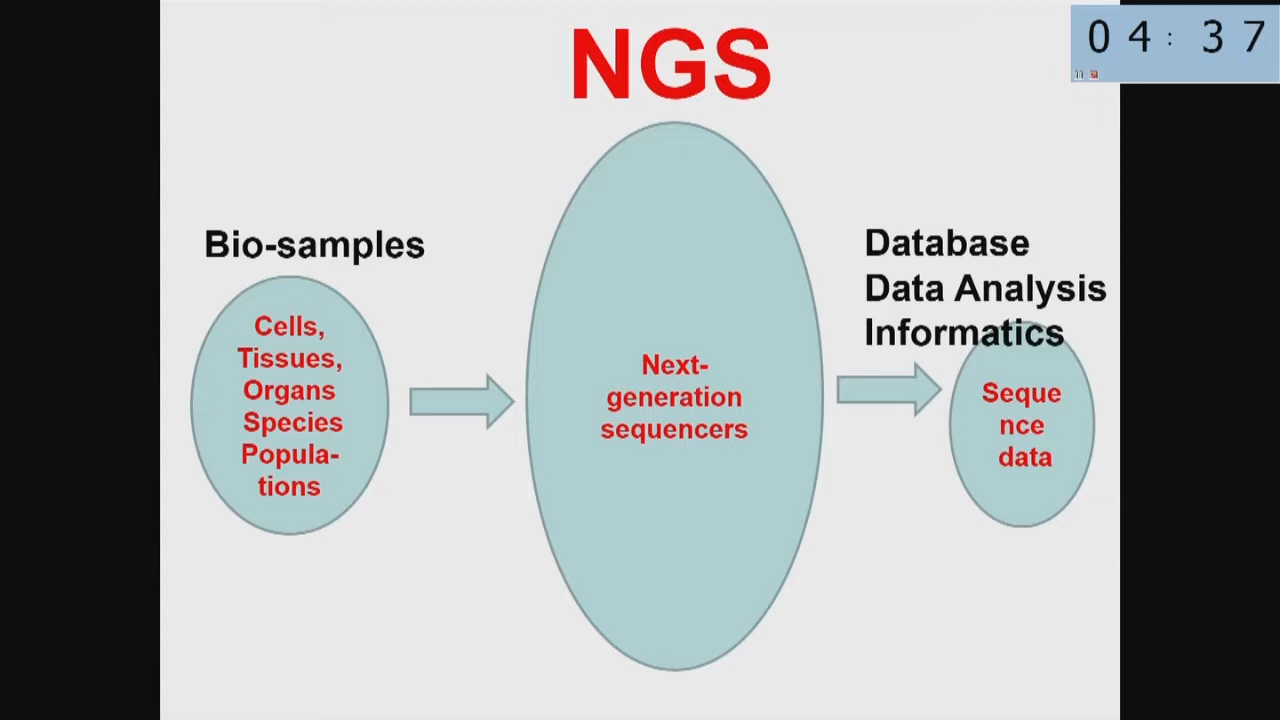 NGS
04:37
Bio-samples
Cells,
Tissues,
Organs
Species
Popula-
tions
Next-
generation
sequencers
Database
Data Analysis
Informatics
Seque
nce
data